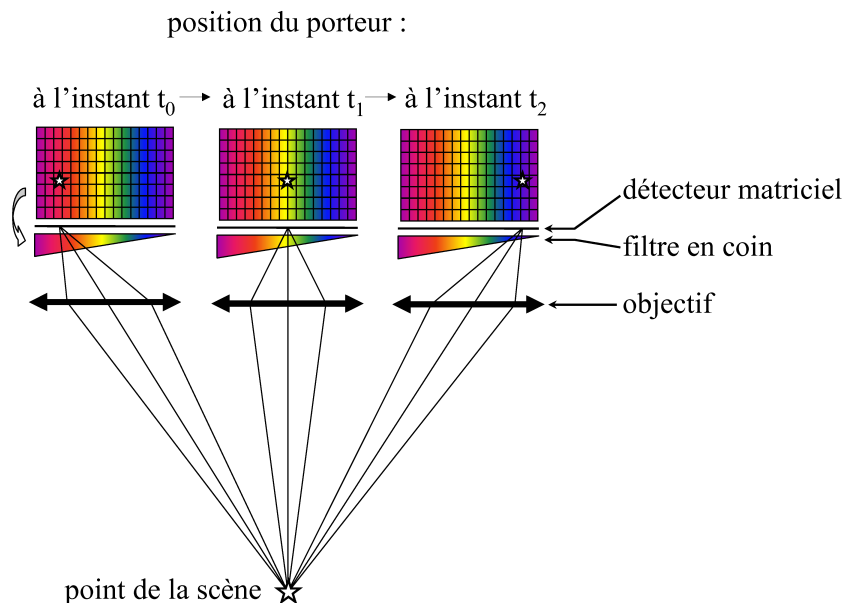 position du porteur :
à l’instant t₀ → à l’instant t₁ → à l’instant t₂
détecteur matriciel
filtre en coin
objectif
point de la scène